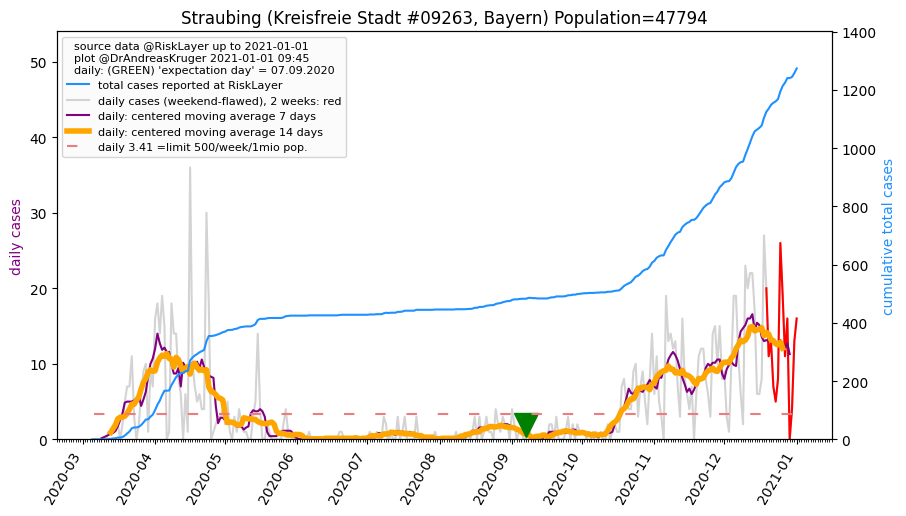 Straubing (Kreisfreie Stadt #09263, Bayern) Population=47794
source data @RiskLayer up to 2021-01-01
plot @DrAndreasKruger 2021-01-01 09:45
daily: (GREEN) 'expectation day' = 07.09.2020
total cases reported at RiskLayer
daily cases (weekend-flawed), 2 weeks: red
daily: centered moving average 7 days
daily: centered moving average 14 days
daily 3.41 =limit 500/week/1mio pop.
daily cases
50
40
30
20
10
0
cumulative total cases
1400
1200
1000
800
600
400
200
0
2020-03
2020-04
2020-05
2020-06
2020-07
2020-08
2020-09
2020-10
2020-11
2020-12
2021-01